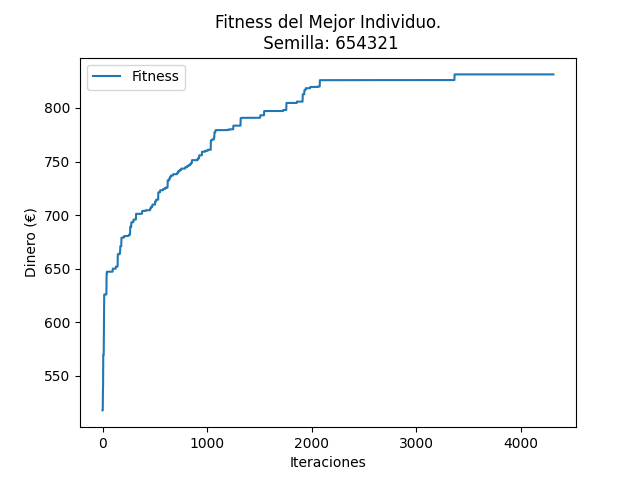 Fitness del Mejor Individuo.
Semilla: 654321
Fitness
Dinero (€)
800
750
700
650
600
550
0 1000 2000 3000 4000
Iteraciones